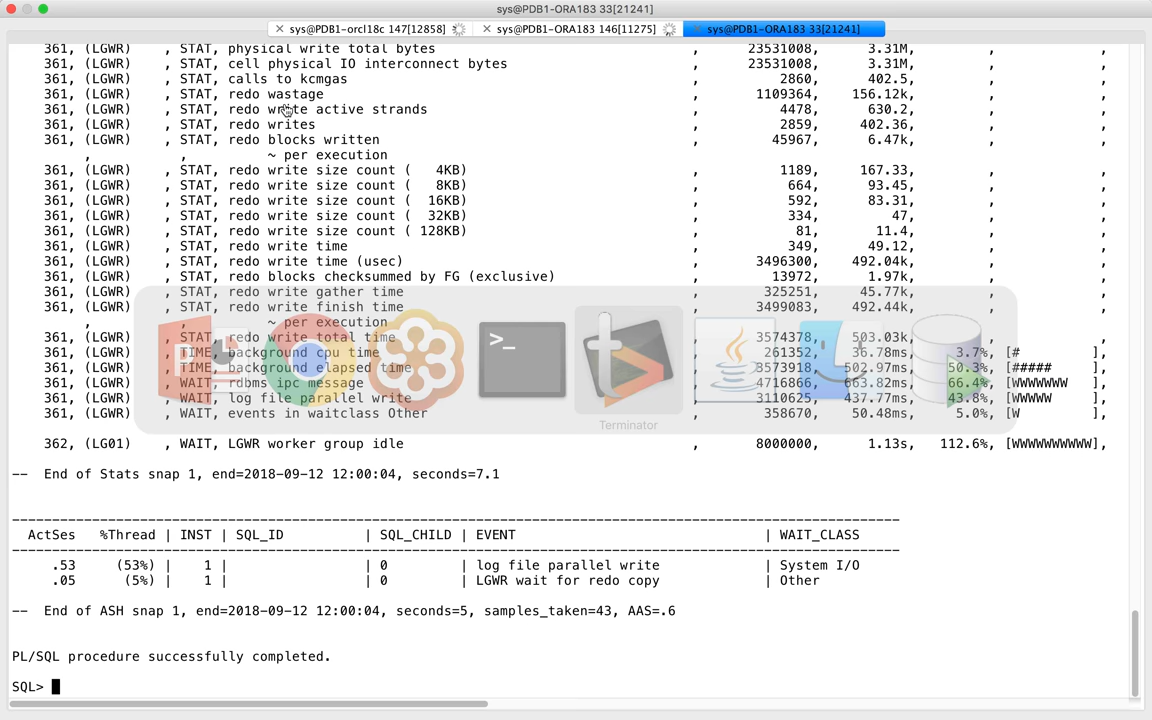 sys@PDB1-ORA183 33[21241]
sys@PDB1-orcl18c 147[12858] sys@PDB1-ORA183 146[11275] sys@PDB1-ORA183 33[21241]
361, (LGWR) , STAT, physical write total bytes , 23531008, 3.31M, , ,
361, (LGWR) , STAT, cell physical IO interconnect bytes , 23531008, 3.31M, , ,
361, (LGWR) , STAT, calls to kcmgas , 2860, 402.5, , ,
361, (LGWR) , STAT, redo wastage , 1109364, 156.12k, , ,
361, (LGWR) , STAT, redo write active strands , 4478, 630.2, , ,
361, (LGWR) , STAT, redo writes , 2859, 402.36, , ,
361, (LGWR) , STAT, redo blocks written , 45967, 6.47k, , ,
, , ~ per execution , , , , ,
361, (LGWR) , STAT, redo write size count ( 4KB) , 1189, 167.33, , ,
361, (LGWR) , STAT, redo write size count ( 8KB) , 664, 93.45, , ,
361, (LGWR) , STAT, redo write size count ( 16KB) , 592, 83.31, , ,
361, (LGWR) , STAT, redo write size count ( 32KB) , 334, 47, , ,
361, (LGWR) , STAT, redo write size count ( 128KB) , 81, 11.4, , ,
361, (LGWR) , STAT, redo write time , 349, 49.12, , ,
361, (LGWR) , STAT, redo write time (usec) , 3496300, 492.04k, , ,
361, (LGWR) , STAT, redo blocks checksummed by FG (exclusive) , 13972, 1.97k, , ,
361, (LGWR) , STAT, redo write gather time , 325251, 45.77k, , ,
361, (LGWR) , STAT, redo write finish time , 3499083, 492.44k, , ,
, , ~ per execution , , , , ,
361, (LGWR) , STAT, redo write total time , 3574378, 503.03k, , ,
361, (LGWR) , TIME, background cpu time , 261352, 36.78ms, 3.7%, [# ],
361, (LGWR) , TIME, background elapsed time , 3573918, 502.97ms, 50.3%, [##### ],
361, (LGWR) , WAIT, rdbms ipc message , 4716866, 663.82ms, 66.4%, [WWWWWWW ],
361, (LGWR) , WAIT, log file parallel write , 3110625, 437.77ms, 43.8%, [WWWWW ],
361, (LGWR) , WAIT, events in waitclass Other , 358670, 50.48ms, 5.0%, [W ],
Terminator
362, (LG01) , WAIT, LGWR worker group idle , 8000000, 1.13s, 112.6%, [WWWWWWWWWW],
-- End of Stats snap 1, end=2018-09-12 12:00:04, seconds=7.1
---------------------------------------------------------------------------------------------------------------
ActSes %Thread | INST | SQL_ID | SQL_CHILD | EVENT | WAIT_CLASS
---------------------------------------------------------------------------------------------------------------
.53 (53%) | 1 | | 0 | log file parallel write | System I/O
.05 (5%) | 1 | | 0 | LGWR wait for redo copy | Other
-- End of ASH snap 1, end=2018-09-12 12:00:04, seconds=5, samples_taken=43, AAS=.6
PL/SQL procedure successfully completed.
SQL>